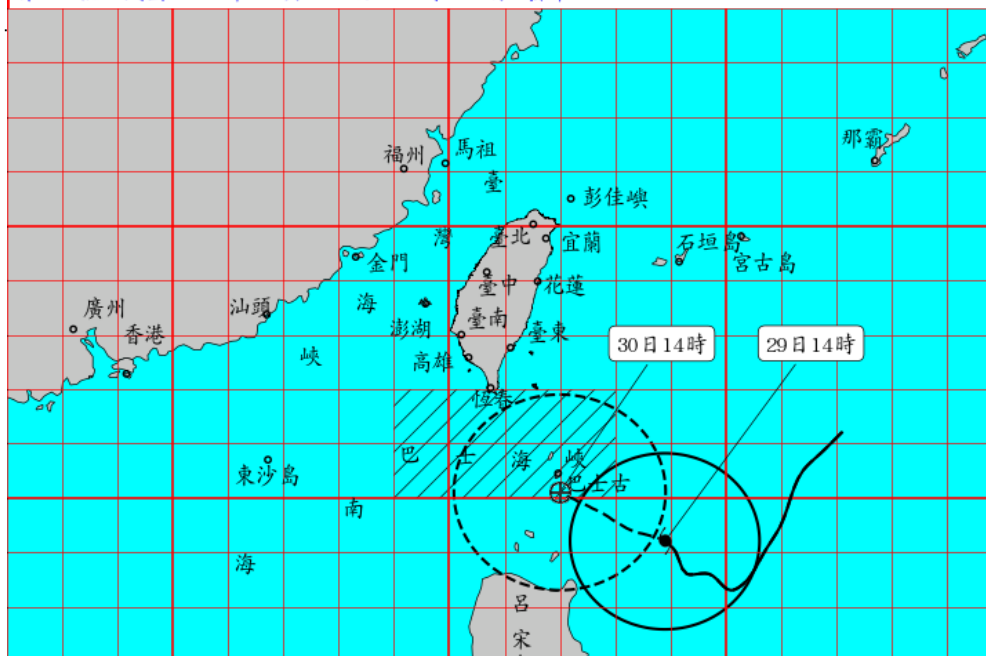 福州
馬祖
臺
彭佳嶼
那霸
灣
臺北
宜蘭
石垣島
宮古島
金門
海
臺中
花蓮
廣州
香港
汕頭
澎湖
臺南
臺東
峽
高雄
30日14時
29日14時
恆春
巴
士
海
峽
東沙島
巴士古
南
海
呂
宋